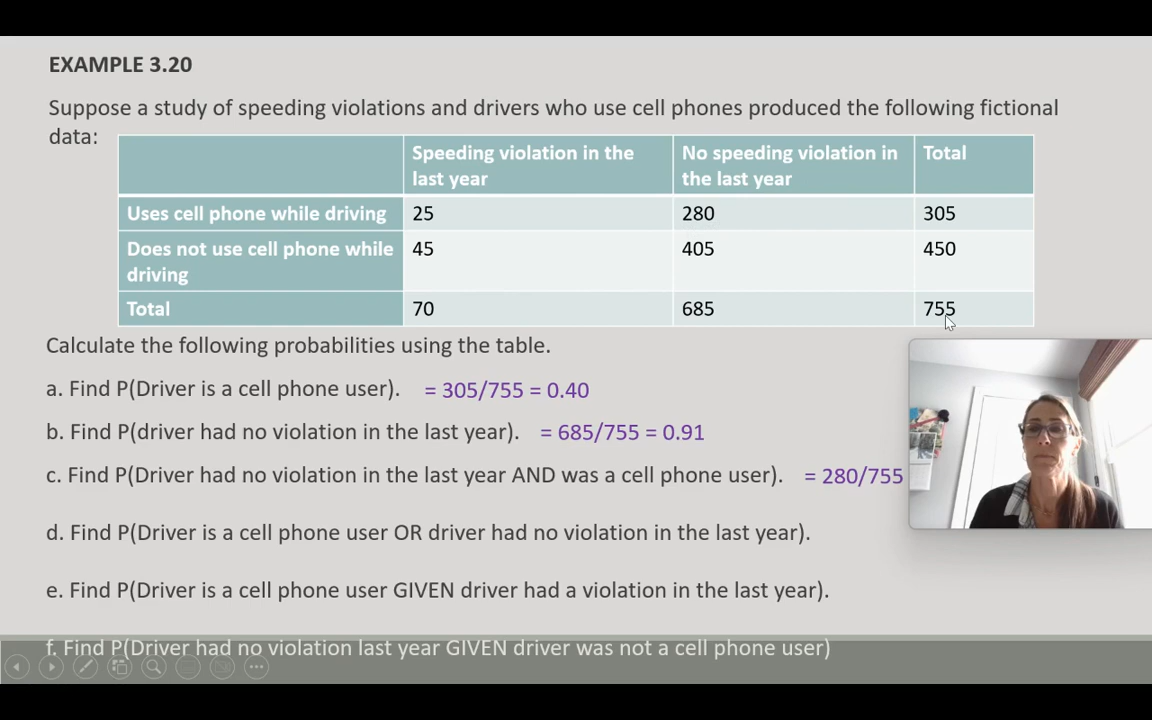 EXAMPLE 3.20
Suppose a study of speeding violations and drivers who use cell phones produced the following fictional
data:
Speeding violation in the last year
No speeding violation in the last year
Total
Uses cell phone while driving 25 280 305
Does not use cell phone while driving 45 405 450
Total 70 685 755
Calculate the following probabilities using the table.
a. Find P(Driver is a cell phone user). = 305/755 = 0.40
b. Find P(driver had no violation in the last year). = 685/755 = 0.91
c. Find P(Driver had no violation in the last year AND was a cell phone user). = 280/755
d. Find P(Driver is a cell phone user OR driver had no violation in the last year).
e. Find P(Driver is a cell phone user GIVEN driver had a violation in the last year).
f. Find P(Driver had no violation last year GIVEN driver was not a cell phone user)